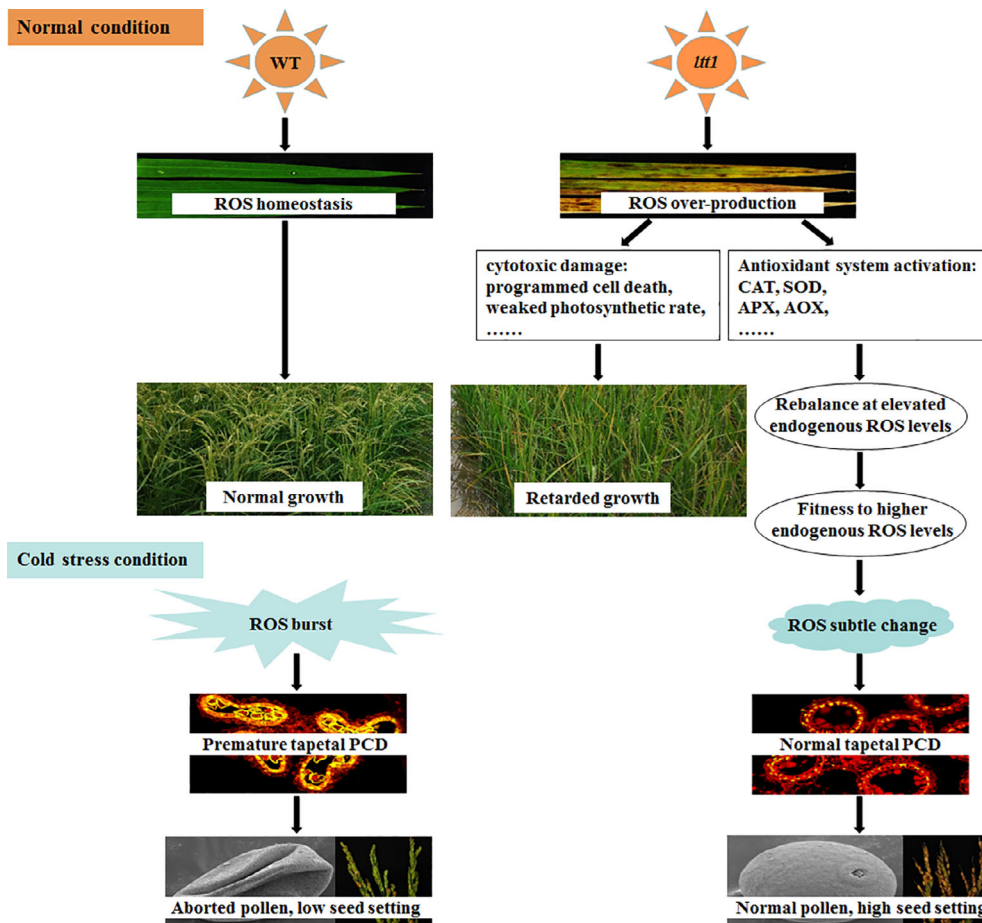 Normal condition
WT
ltt1
ROS homeostasis
ROS over-production
cytotoxic damage:
programmed cell death,
weaked photosynthetic rate,
……
Antioxidant system activation:
CAT, SOD,
APX, AOX,
……
Normal growth
Retarded growth
Rebalance at elevated
endogenous ROS levels
Fitness to higher
endogenous ROS levels
Cold stress condition
ROS burst
ROS subtle change
Premature tapetal PCD
Normal tapetal PCD
Aborted pollen, low seed setting
Normal pollen, high seed setting